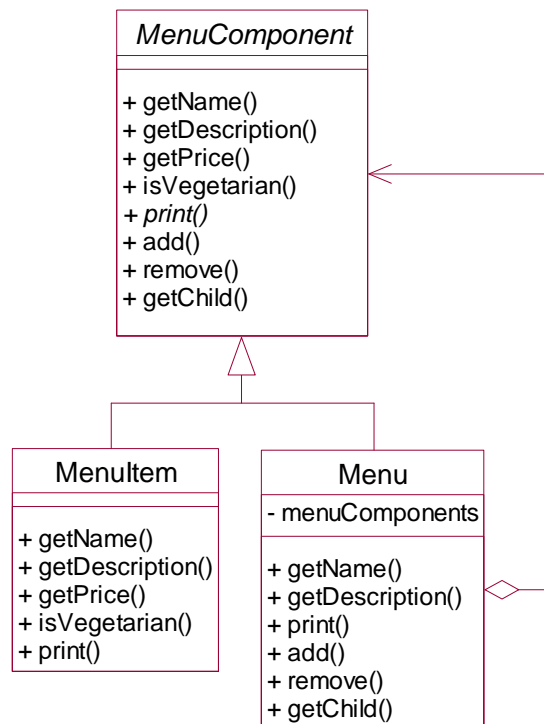 MenuComponent
+ getName()
+ getDescription()
+ getPrice()
+ isVegetarian()
+ print()
+ add()
+ remove()
+ getChild()
MenuItem
+ getName()
+ getDescription()
+ getPrice()
+ isVegetarian()
+ print()
Menu
- menuComponents
+ getName()
+ getDescription()
+ print()
+ add()
+ remove()
+ getChild()